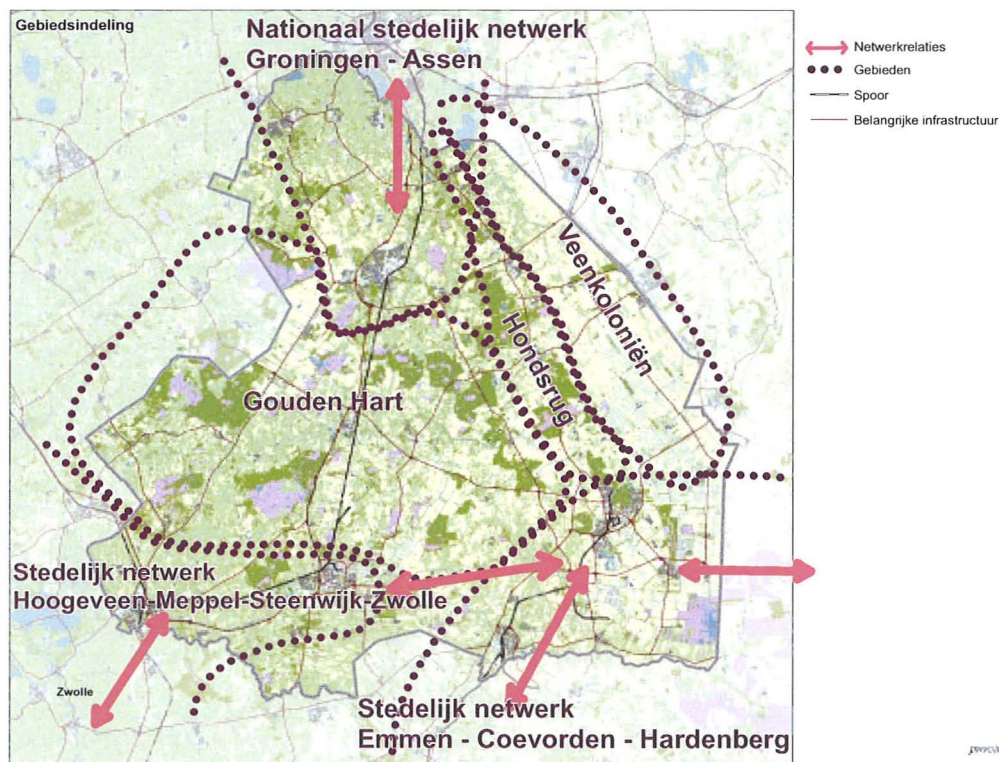 Gebiedsindeling
Nationaal stedelijk netwerk
Groningen - Assen
Netwerkrelaties
Gebieden
Spoor
Belangrijke infrastructuur
Veenkoloniën
Hondsrug
Gouden Hart
Stedelijk netwerk
Hoogeveen-Meppel-Steenwijk-Zwolle
Zwolle
Stedelijk netwerk
Emmen - Coevorden - Hardenberg